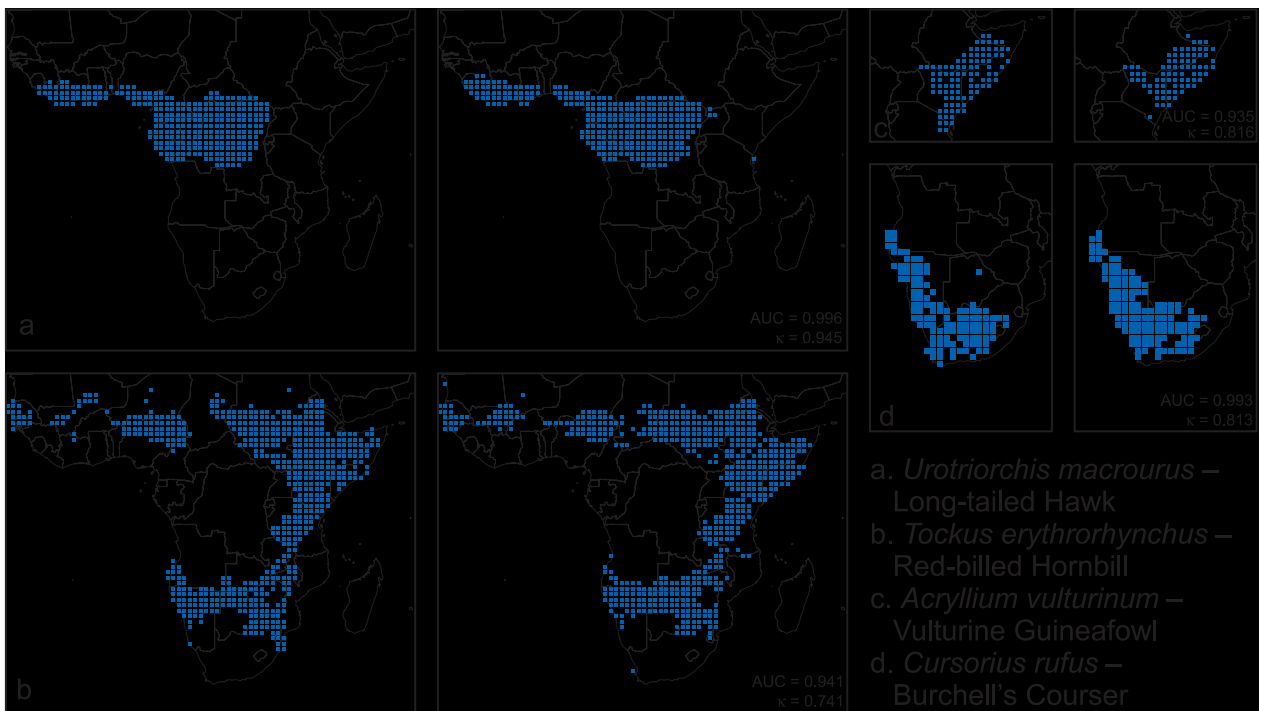 a
AUC = 0.996
κ = 0.945
b
AUC = 0.941
κ = 0.741
c
AUC = 0.935
κ = 0.816
d
AUC = 0.993
κ = 0.813
a. Urotriorchis macrourus –
Long-tailed Hawk
b. Tockus erythrorhynchus –
Red-billed Hornbill
c. Acryllium vulturinum –
Vulturine Guineafowl
d. Cursorius rufus –
Burchell's Courser